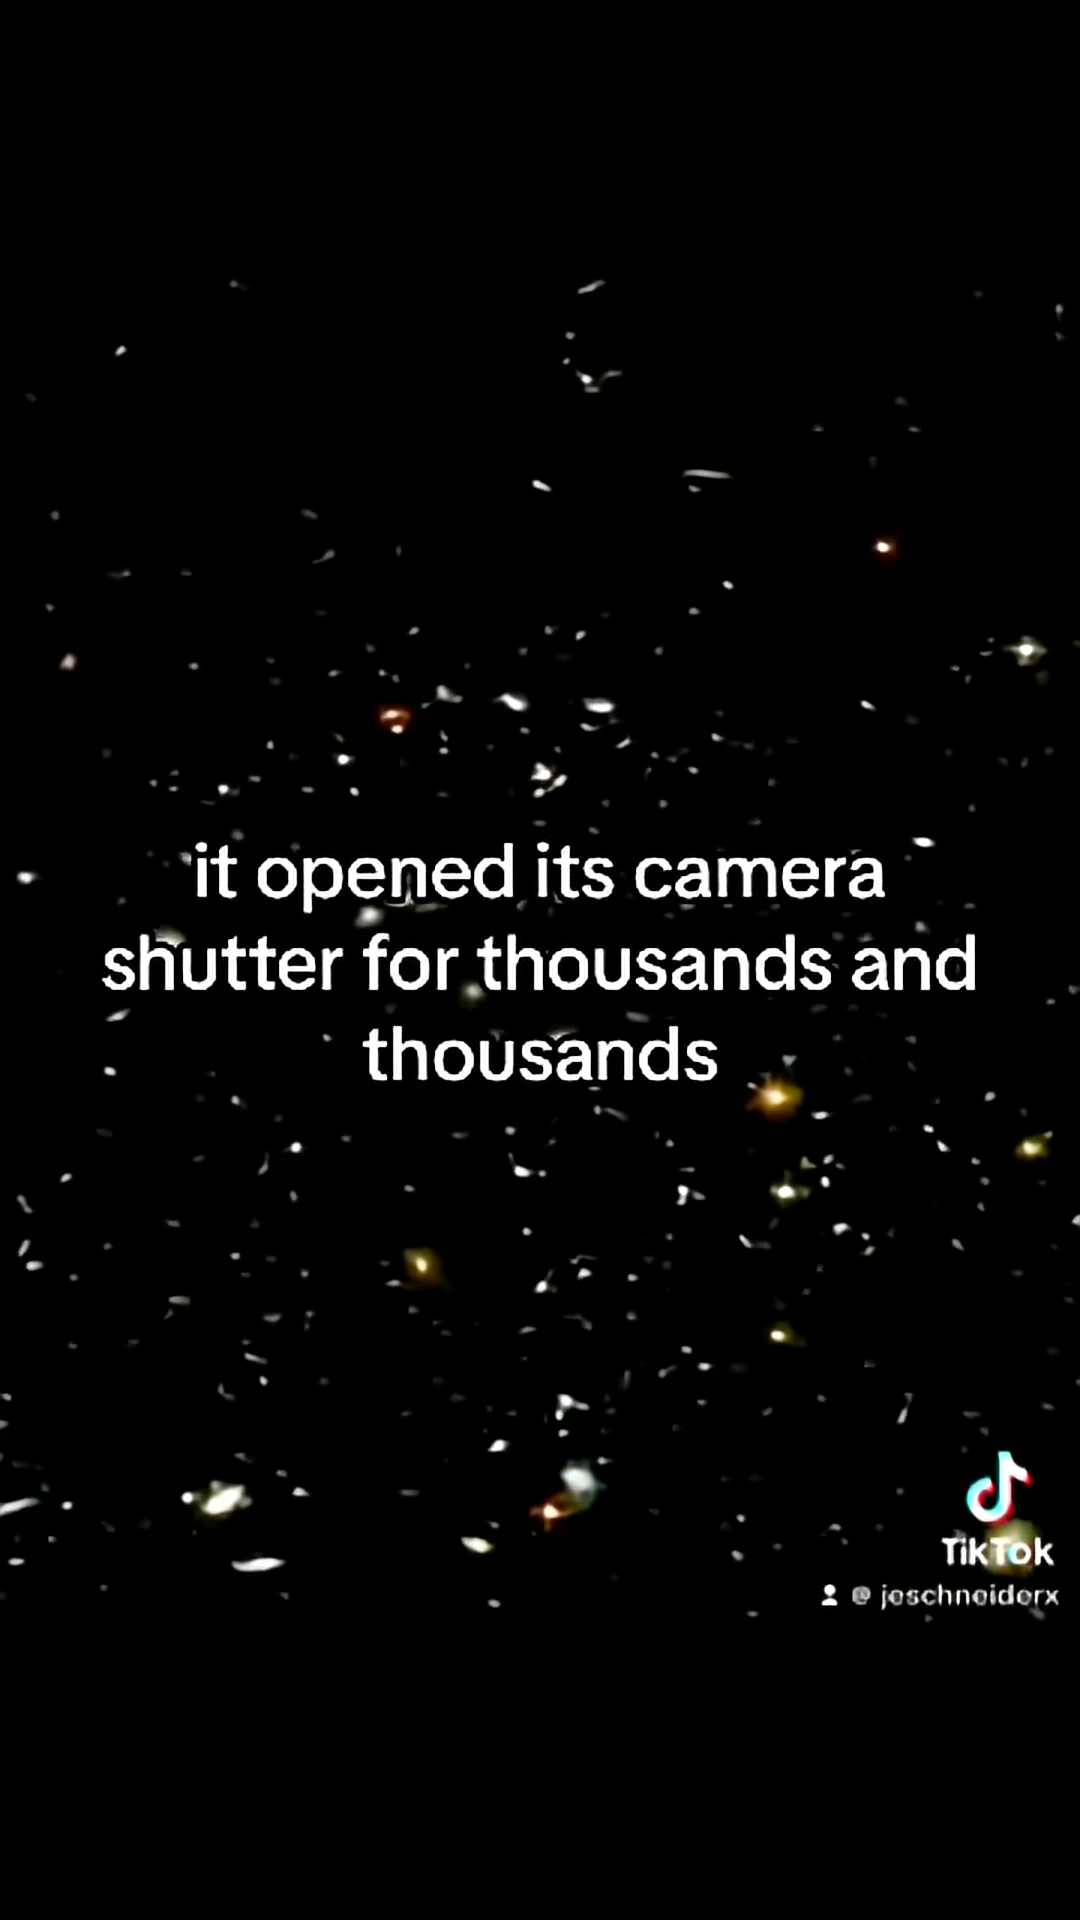 it opened its camera
shutter for thousands and
thousands
TikTok
@ jeschneiderx